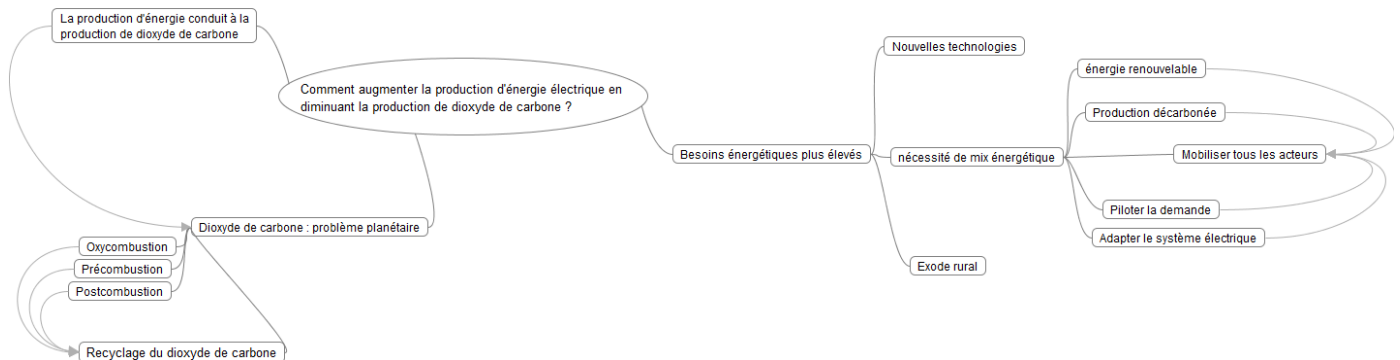 La production d'énergie conduit à la
production de dioxyde de carbone
Comment augmenter la production d'énergie électrique en
diminuant la production de dioxyde de carbone ?
Nouvelles technologies
énergie renouvelable
Production décarbonée
Besoins énergétiques plus élevés
nécessité de mix énergétique
Mobiliser tous les acteurs
Piloter la demande
Adapter le système électrique
Exode rural
Dioxyde de carbone : problème planétaire
Oxycombustion
Précombustion
Postcombustion
Recyclage du dioxyde de carbone